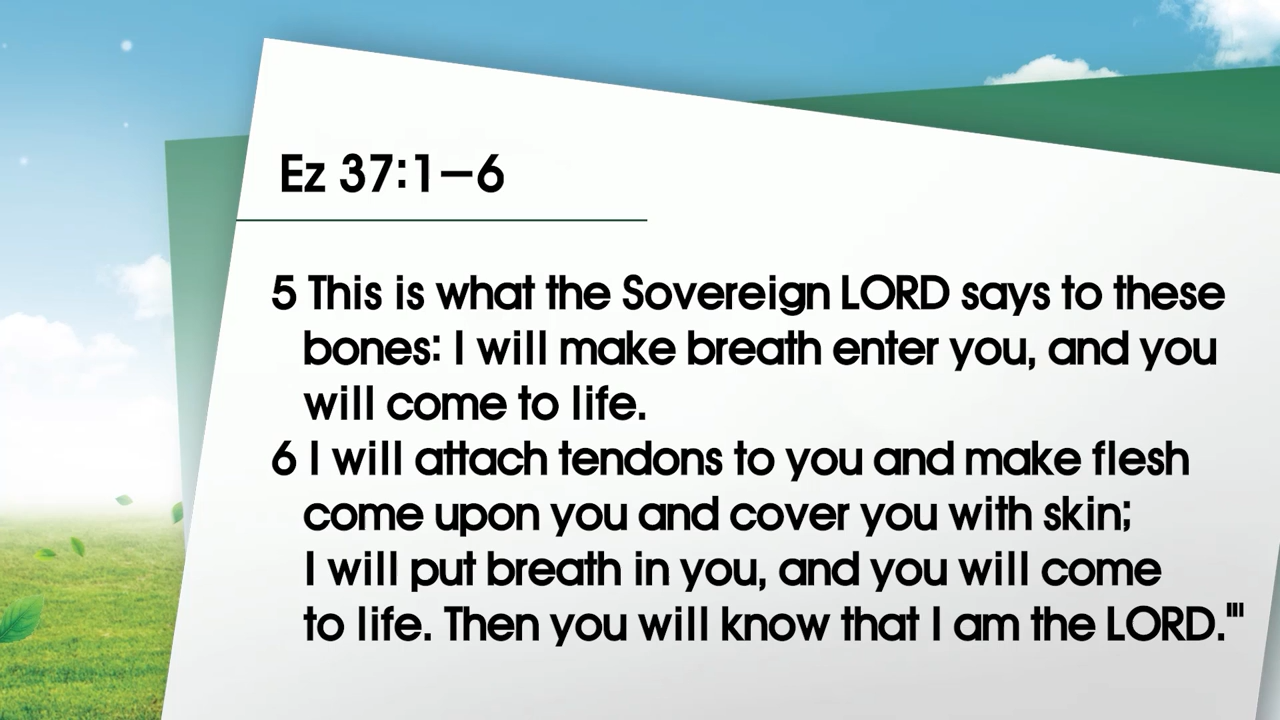 Ez 37:1–6
5 This is what the Sovereign LORD says to these
bones: I will make breath enter you, and you
will come to life.
6 I will attach tendons to you and make flesh
come upon you and cover you with skin;
I will put breath in you, and you will come
to life. Then you will know that I am the LORD.'"